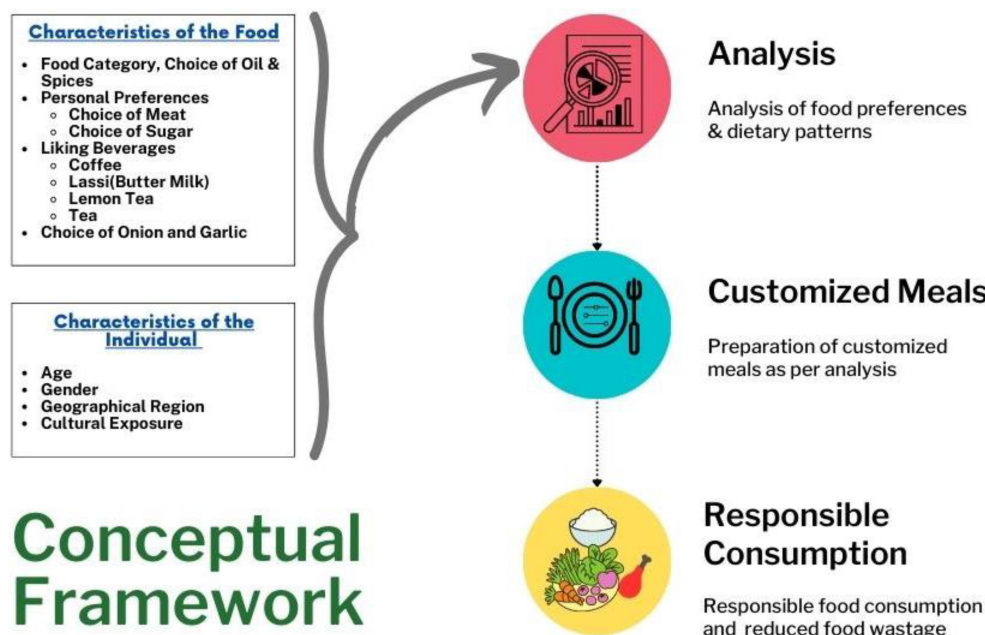 Characteristics of the Food
• Food Category, Choice of Oil &
Spices
• Personal Preferences
◦ Choice of Meat
◦ Choice of Sugar
• Liking Beverages
◦ Coffee
◦ Lassi(Butter Milk)
◦ Lemon Tea
◦ Tea
• Choice of Onion and Garlic
Characteristics of the
Individual
• Age
• Gender
• Geographical Region
• Cultural Exposure
Conceptual
Framework
Analysis
Analysis of food preferences
& dietary patterns
Customized Meals
Preparation of customized
meals as per analysis
Responsible
Consumption
Responsible food consumption
and reduced food wastage